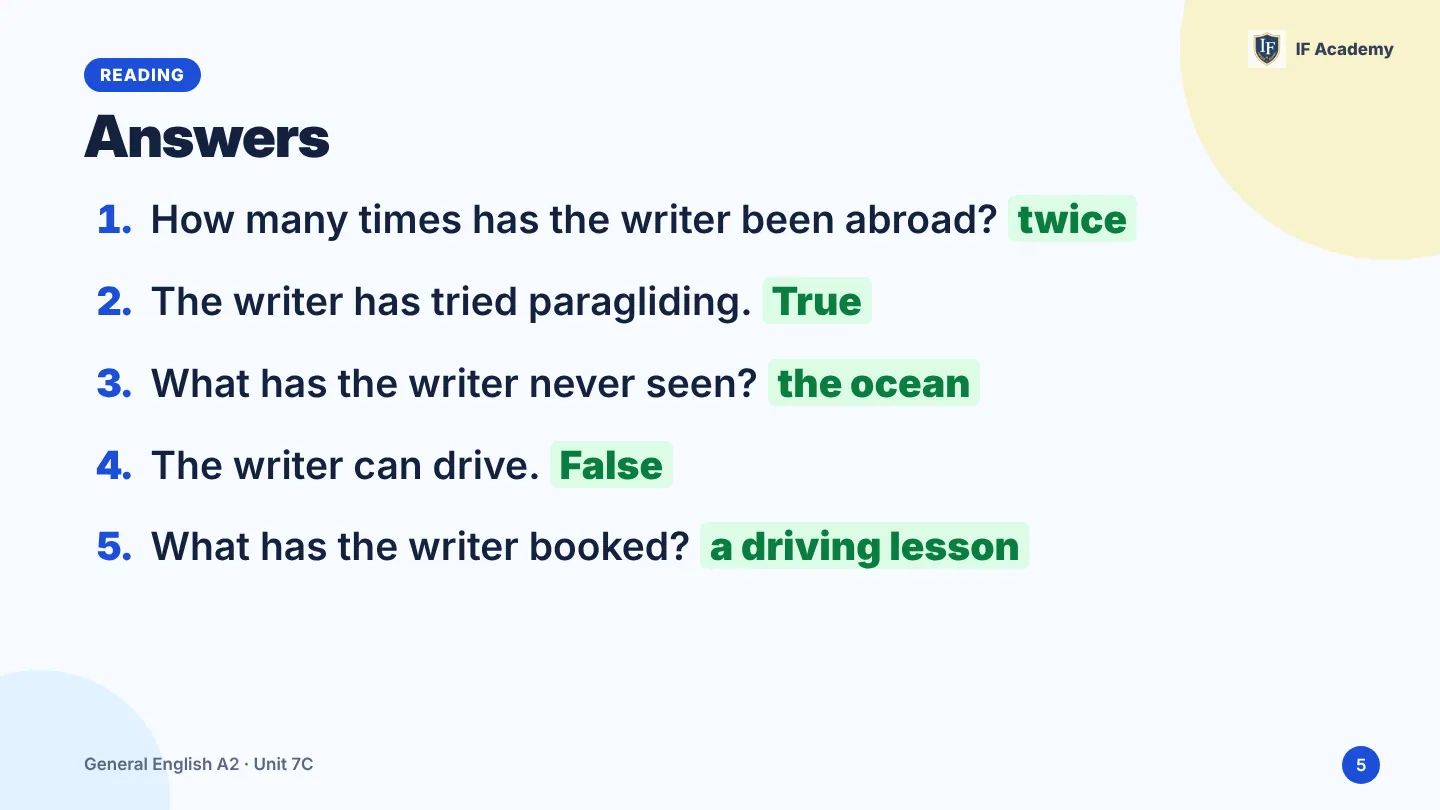 IF IF Academy
READING
Answers
1. How many times has the writer been abroad? twice
2. The writer has tried paragliding. True
3. What has the writer never seen? the ocean
4. The writer can drive. False
5. What has the writer booked? a driving lesson
General English A2 · Unit 7C
5